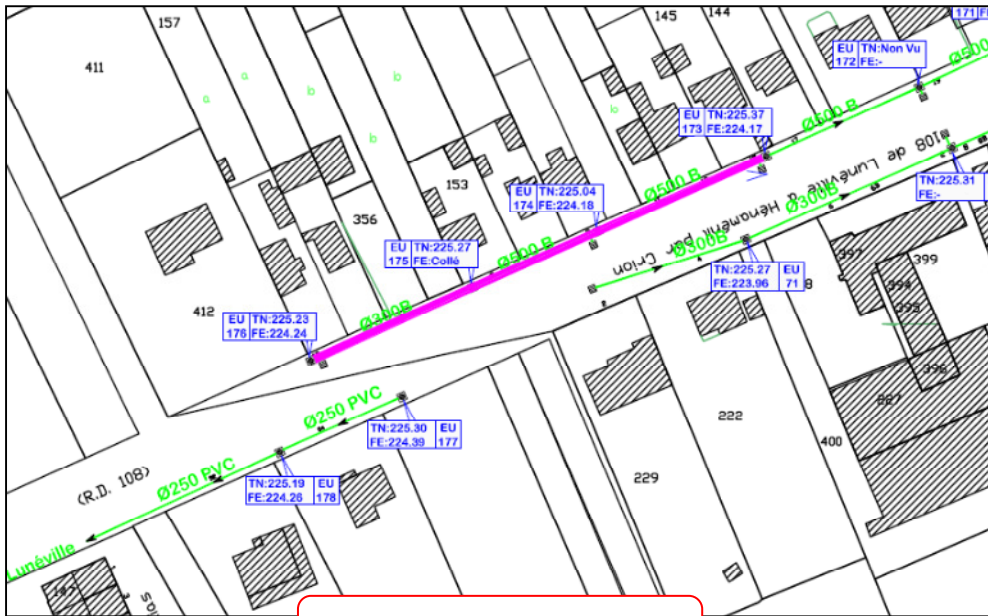 157
145
144
171 FE
411
EU TN:Non Vu
172 FE:-
Ø500
a
b
b
b
EU TN:225.37
173 FE:224.17
Ø500 B
I08 de Lunéville à Hénaménil par Crion
153
EU TN:225.04
174 FE:224.18
Ø500 B
Ø300B
TN:225.31
FE:-
356
EU TN:225.27
175 FE:Collé
Ø500 B
Ø300B
TN:225.27 EU
FE:223.96 71
8
397
399
394
395
396
227
412
EU TN:225.23
176 FE:224.24
Ø300B
Ø250 PVC
TN:225.30 EU
FE:224.39 177
222
400
229
(R.D. 108)
Ø250 PVC
TN:225.19 EU
FE:224.26 178
Lunéville